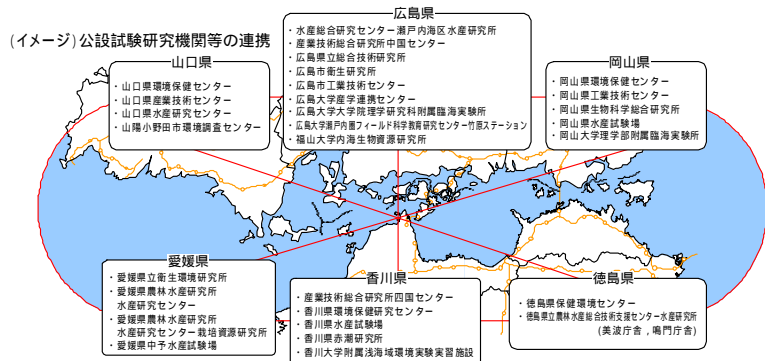 (イメージ)公設試験研究機関等の連携
山口県
・山口県環境保健センター
・山口県産業技術センター
・山口県水産研究センター
・山陽小野田市環境調査センター
広島県
・水産総合研究センター瀬戸内海区水産研究所
・産業技術総合研究所中国センター
・広島県立総合技術研究所
・広島市衛生研究所
・広島市工業技術センター
・広島大学産学連携センター
・広島大学大学院理学研究科附属臨海実験所
・広島大学瀬戸内圏フィールド科学教育研究センター竹原ステーション
・福山大学内海生物資源研究所
岡山県
・岡山県環境保健センター
・岡山県工業技術センター
・岡山県生物科学総合研究所
・岡山県水産試験場
・岡山大学理学部附属臨海実験所
愛媛県
・愛媛県立衛生環境研究所
・愛媛県農林水産研究所
水産研究センター
・愛媛県農林水産研究所
水産研究センター栽培資源研究所
・愛媛県中予水産試験場
香川県
・産業技術総合研究所四国センター
・香川県環境保健研究センター
・香川県水産試験場
・香川県赤潮研究所
・香川大学附属浅海域環境実験実習施設
徳島県
・徳島県保健環境センター
・徳島県立農林水産総合技術支援センター水産研究所
(美波庁舎，鳴門庁舎)